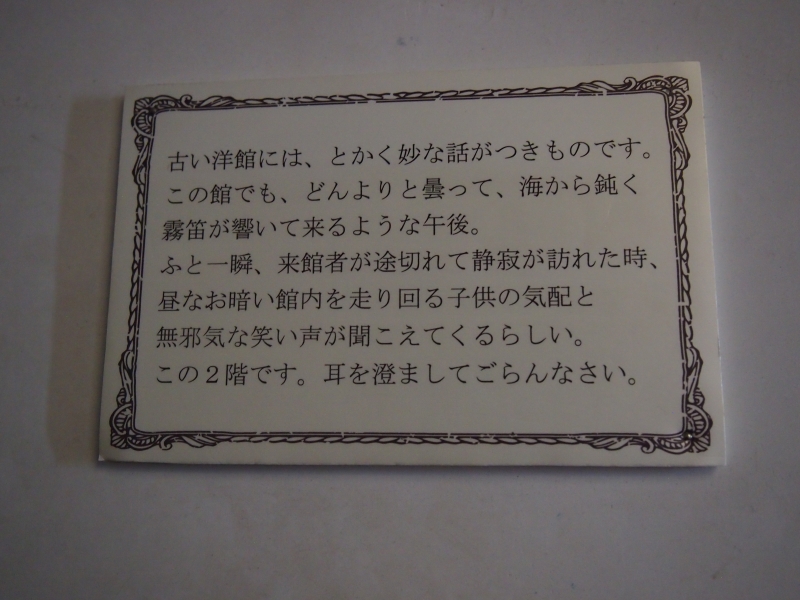 古い洋館には、とかく妙な話がつきものです。
この館でも、どんよりと曇って、海から鈍く
霧笛が響いて来るような午後。
ふと一瞬、来館者が途切れて静寂が訪れた時、
昼なお暗い館内を走り回る子供の気配と
無邪気な笑い声が聞こえてくるらしい。
この２階です。耳を澄ましてごらんなさい。